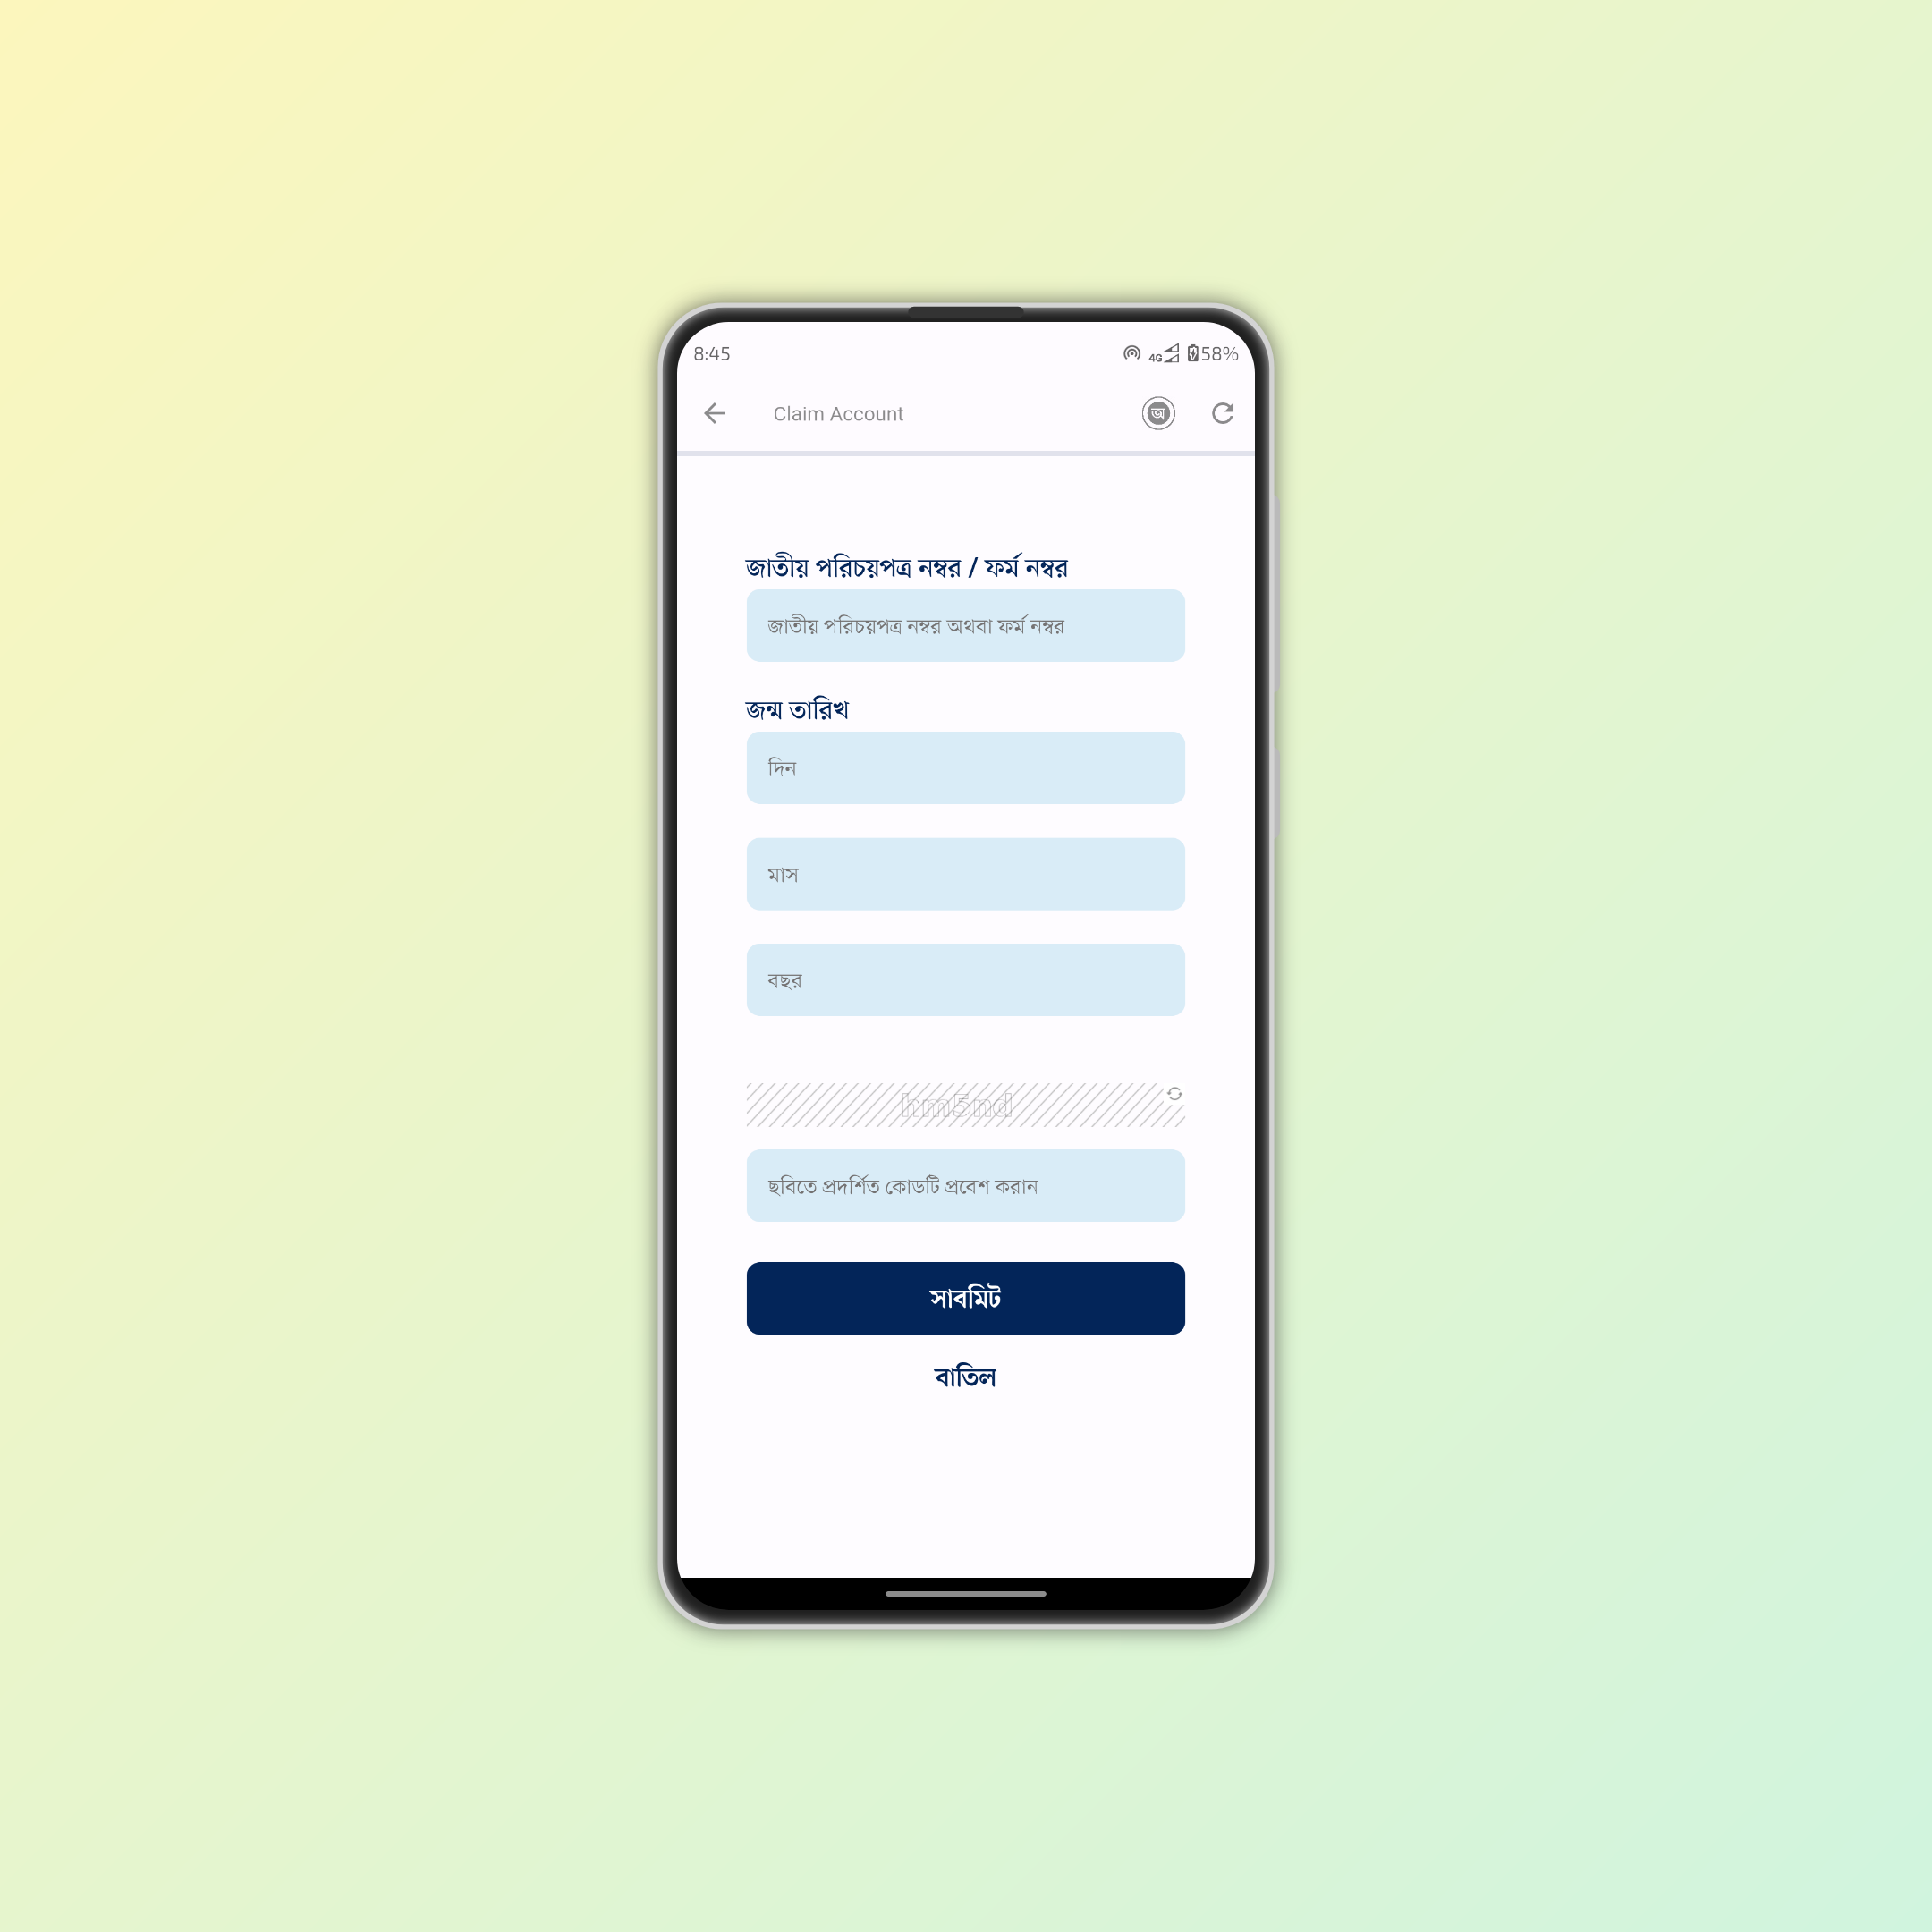 8:45 4G 58%
Claim Account অ
জাতীয় পরিচয়পত্র নম্বর / ফর্ম নম্বর
জাতীয় পরিচয়পত্র নম্বর অথবা ফর্ম নম্বর
জন্ম তারিখ
দিন
মাস
বছর
hm5nd
ছবিতে প্রদর্শিত কোডটি প্রবেশ করান
সাবমিট
বাতিল